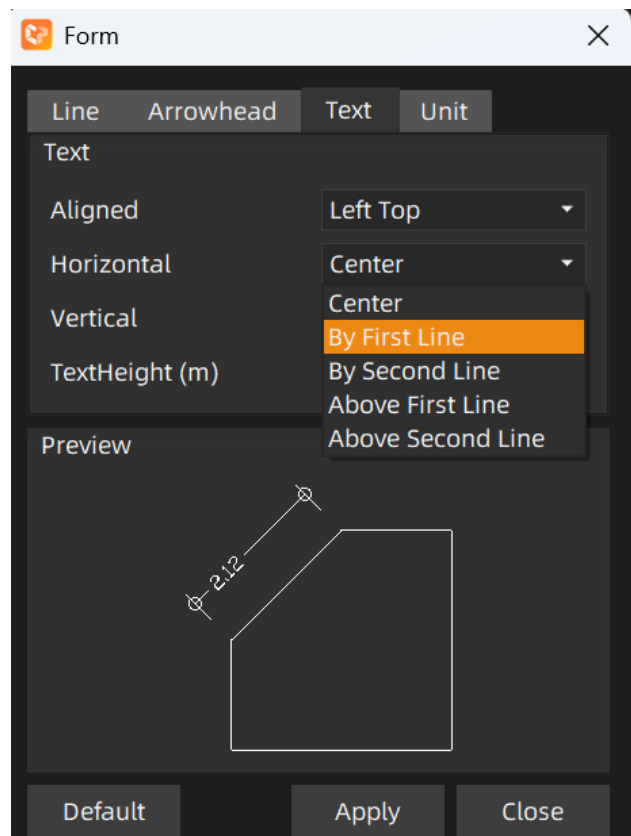 Form
Line Arrowhead Text Unit
Text
Aligned Left Top
Horizontal Center
Center
Vertical
By First Line
TextHeight (m) By Second Line
Above First Line
Above Second Line
Preview
2.12
Default Apply Close